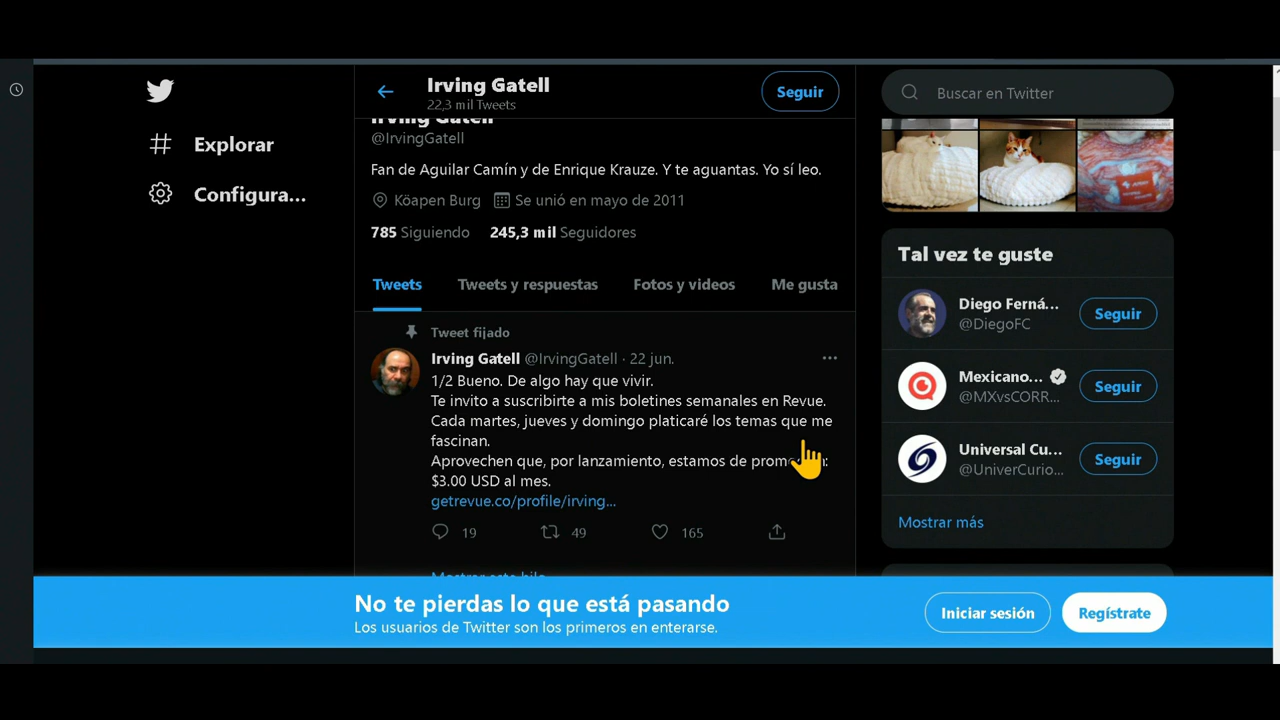 Irving Gatell
22,3 mil Tweets
Seguir
Buscar en Twitter
Explorar
Configura...
Irving Gatell
@IrvingGatell
Fan de Aguilar Camín y de Enrique Krauze. Y te aguantas. Yo sí leo.
Köapen Burg Se unió en mayo de 2011
785 Siguiendo 245,3 mil Seguidores
Tweets Tweets y respuestas Fotos y videos Me gusta
Tweet fijado
Irving Gatell @IrvingGatell · 22 jun.
1/2 Bueno. De algo hay que vivir.
Te invito a suscribirte a mis boletines semanales en Revue.
Cada martes, jueves y domingo platicaré los temas que me
fascinan.
Aprovechen que, por lanzamiento, estamos de
$3.00 USD al mes.
getrevue.co/profile/irving...
19 49 165
Mostrar este hilo
Tal vez te guste
Diego Ferná...
@DiegoFC
Seguir
Mexicano...
@MXvsCORR...
Seguir
Universal Cu...
@UniverCurio...
Seguir
Mostrar más
No te pierdas lo que está pasando
Los usuarios de Twitter son los primeros en enterarse.
Iniciar sesión
Regístrate